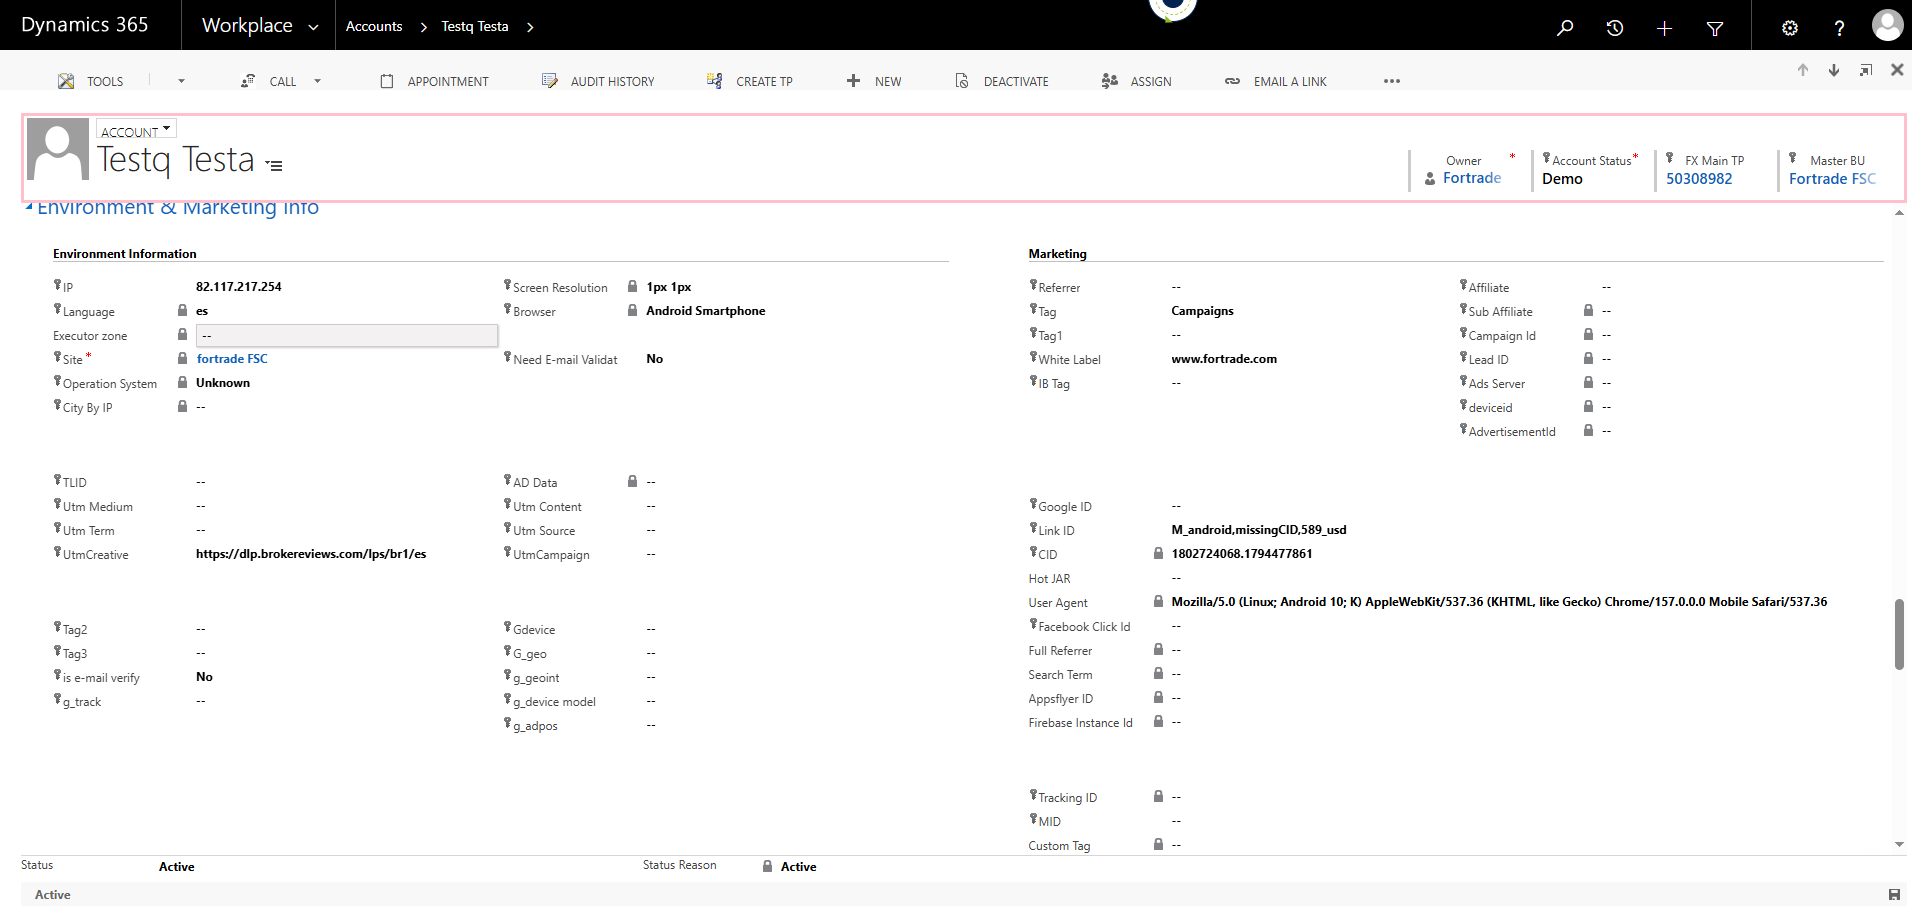 Dynamics 365 Workplace Accounts Testq Testa
TOOLS CALL APPOINTMENT AUDIT HISTORY CREATE TP NEW DEACTIVATE ASSIGN EMAIL A LINK
ACCOUNT
Testq Testa
Owner * Account Status * FX Main TP Master BU
Fortrade Demo 50308982 Fortrade FSC
Environment & Marketing Info
Environment Information
IP 82.117.217.254 Screen Resolution 1px 1px
Language es Browser Android Smartphone
Executor zone --
Site * fortrade FSC Need E-mail Validat No
Operation System Unknown
City By IP --
TLID -- AD Data --
Utm Medium -- Utm Content --
Utm Term -- Utm Source --
UtmCreative https://dlp.brokereviews.com/lps/br1/es UtmCampaign --
Tag2 -- Gdevice --
Tag3 -- G_geo --
is e-mail verify No g_geoint --
g_track -- g_device model --
g_adpos --
Marketing
Referrer -- Affiliate --
Tag Campaigns Sub Affiliate --
Tag1 -- Campaign Id --
White Label www.fortrade.com Lead ID --
IB Tag -- Ads Server --
deviceid --
AdvertisementId --
Google ID --
Link ID M_android,missingCID,589_usd
CID 1802724068.1794477861
Hot JAR --
User Agent Mozilla/5.0 (Linux; Android 10; K) AppleWebKit/537.36 (KHTML, like Gecko) Chrome/157.0.0.0 Mobile Safari/537.36
Facebook Click Id --
Full Referrer --
Search Term --
Appsflyer ID --
Firebase Instance Id --
Tracking ID --
MID --
Custom Tag --
Status Active Status Reason Active
Active